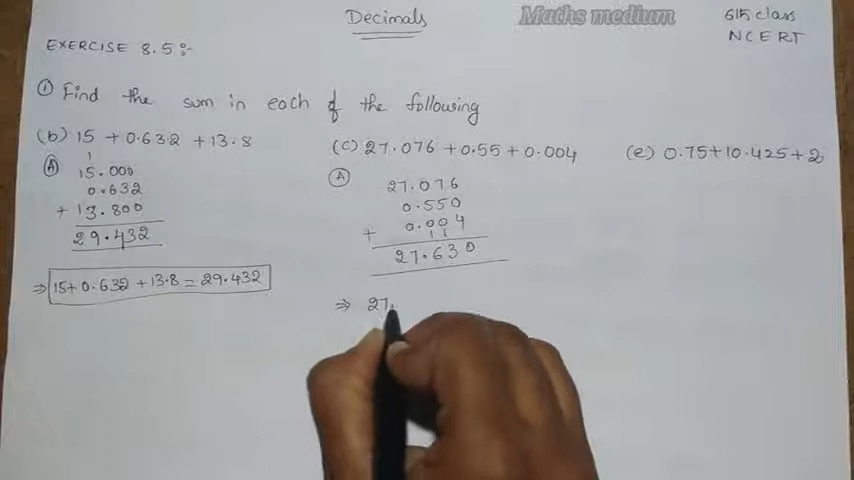 Decimals
Maths medium
6th class
NCERT
EXERCISE 8.5:-
① Find the sum in each of the following
(b) 15 + 0.632 + 13.8
1
Ⓐ 15.000
0.632
+ 13.800
29.432
⇒ 15 + 0.632 + 13.8 = 29.432
(c) 27.076 + 0.55 + 0.004
Ⓐ 27.076
0.550
0.004
+ 1 1
27.630
⇒ 27.
(e) 0.75 + 10.425 + 2